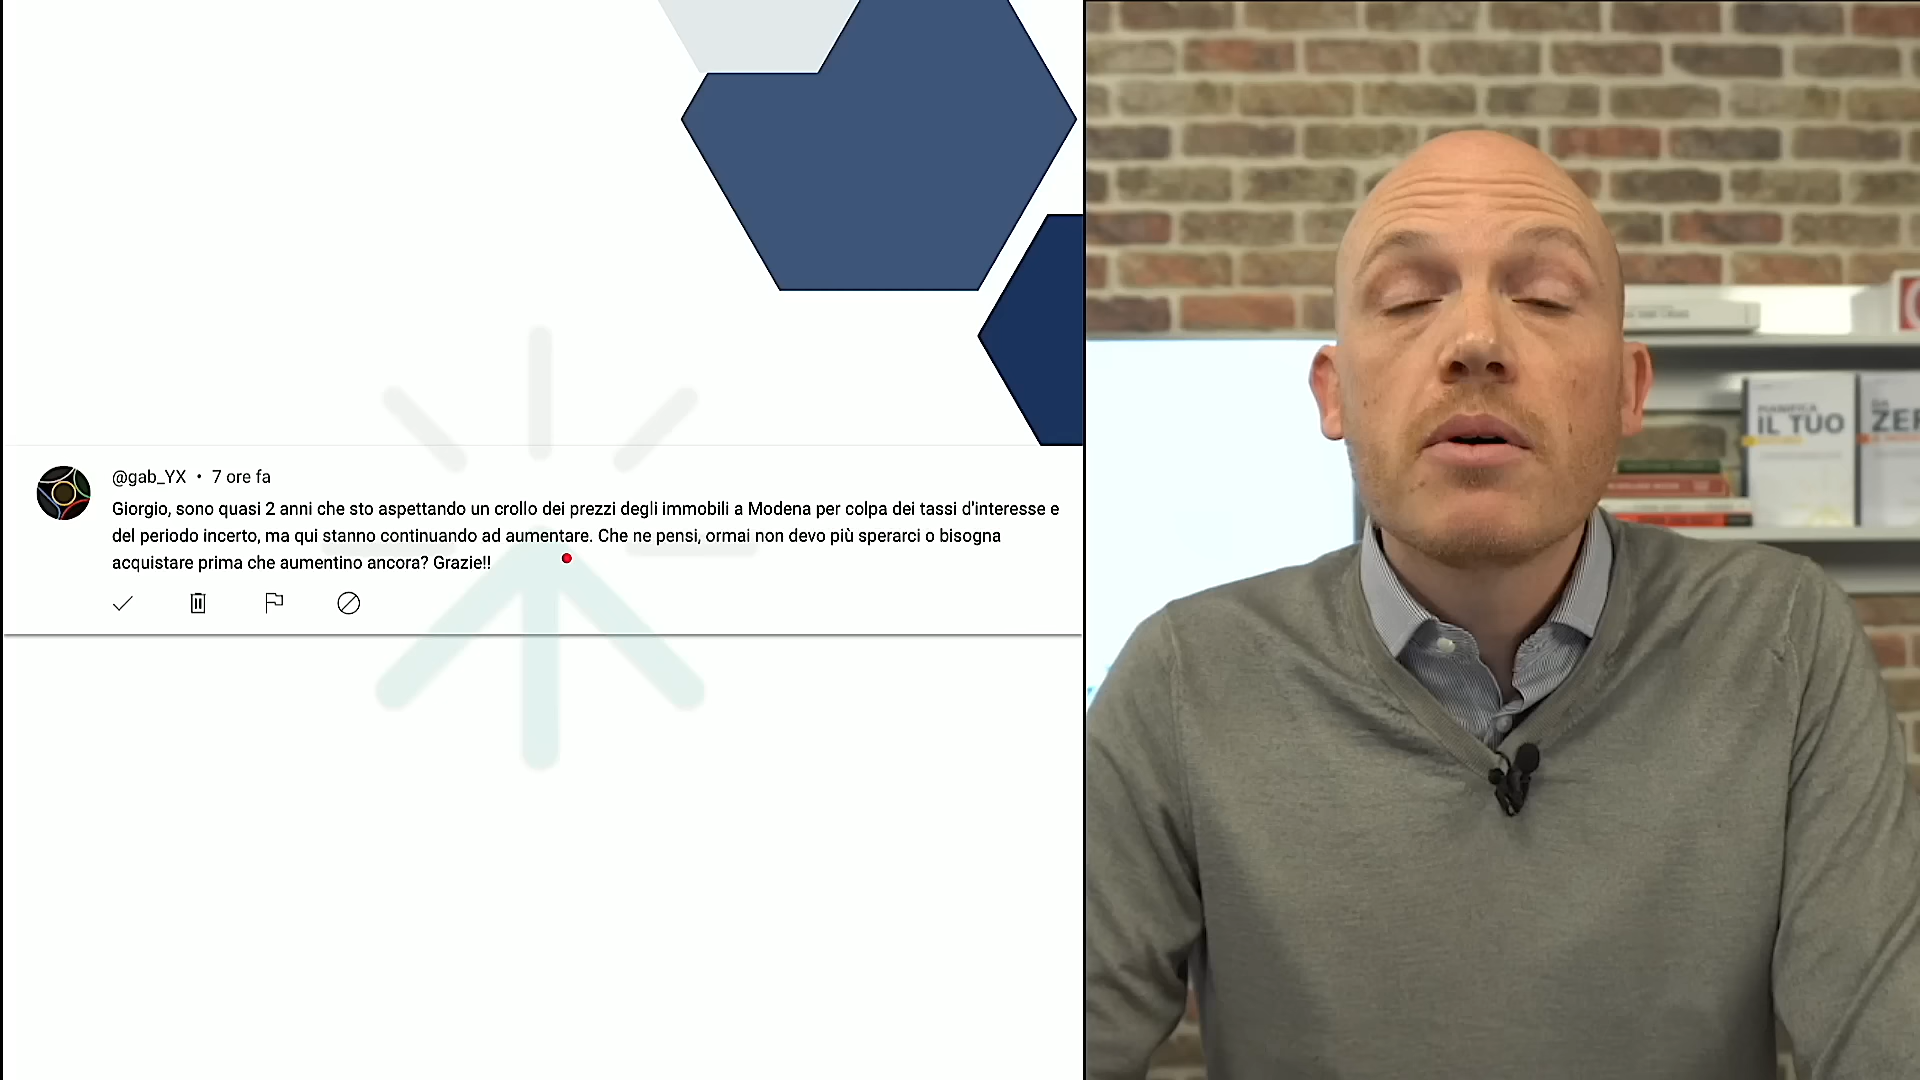 @gab_YX • 7 ore fa
Giorgio, sono quasi 2 anni che sto aspettando un crollo dei prezzi degli immobili a Modena per colpa dei tassi d'interesse e
del periodo incerto, ma qui stanno continuando ad aumentare. Che ne pensi, ormai non devo più sperarci o bisogna
acquistare prima che aumentino ancora? Grazie!!
PIANIFICA
IL TUO
DA
ZER